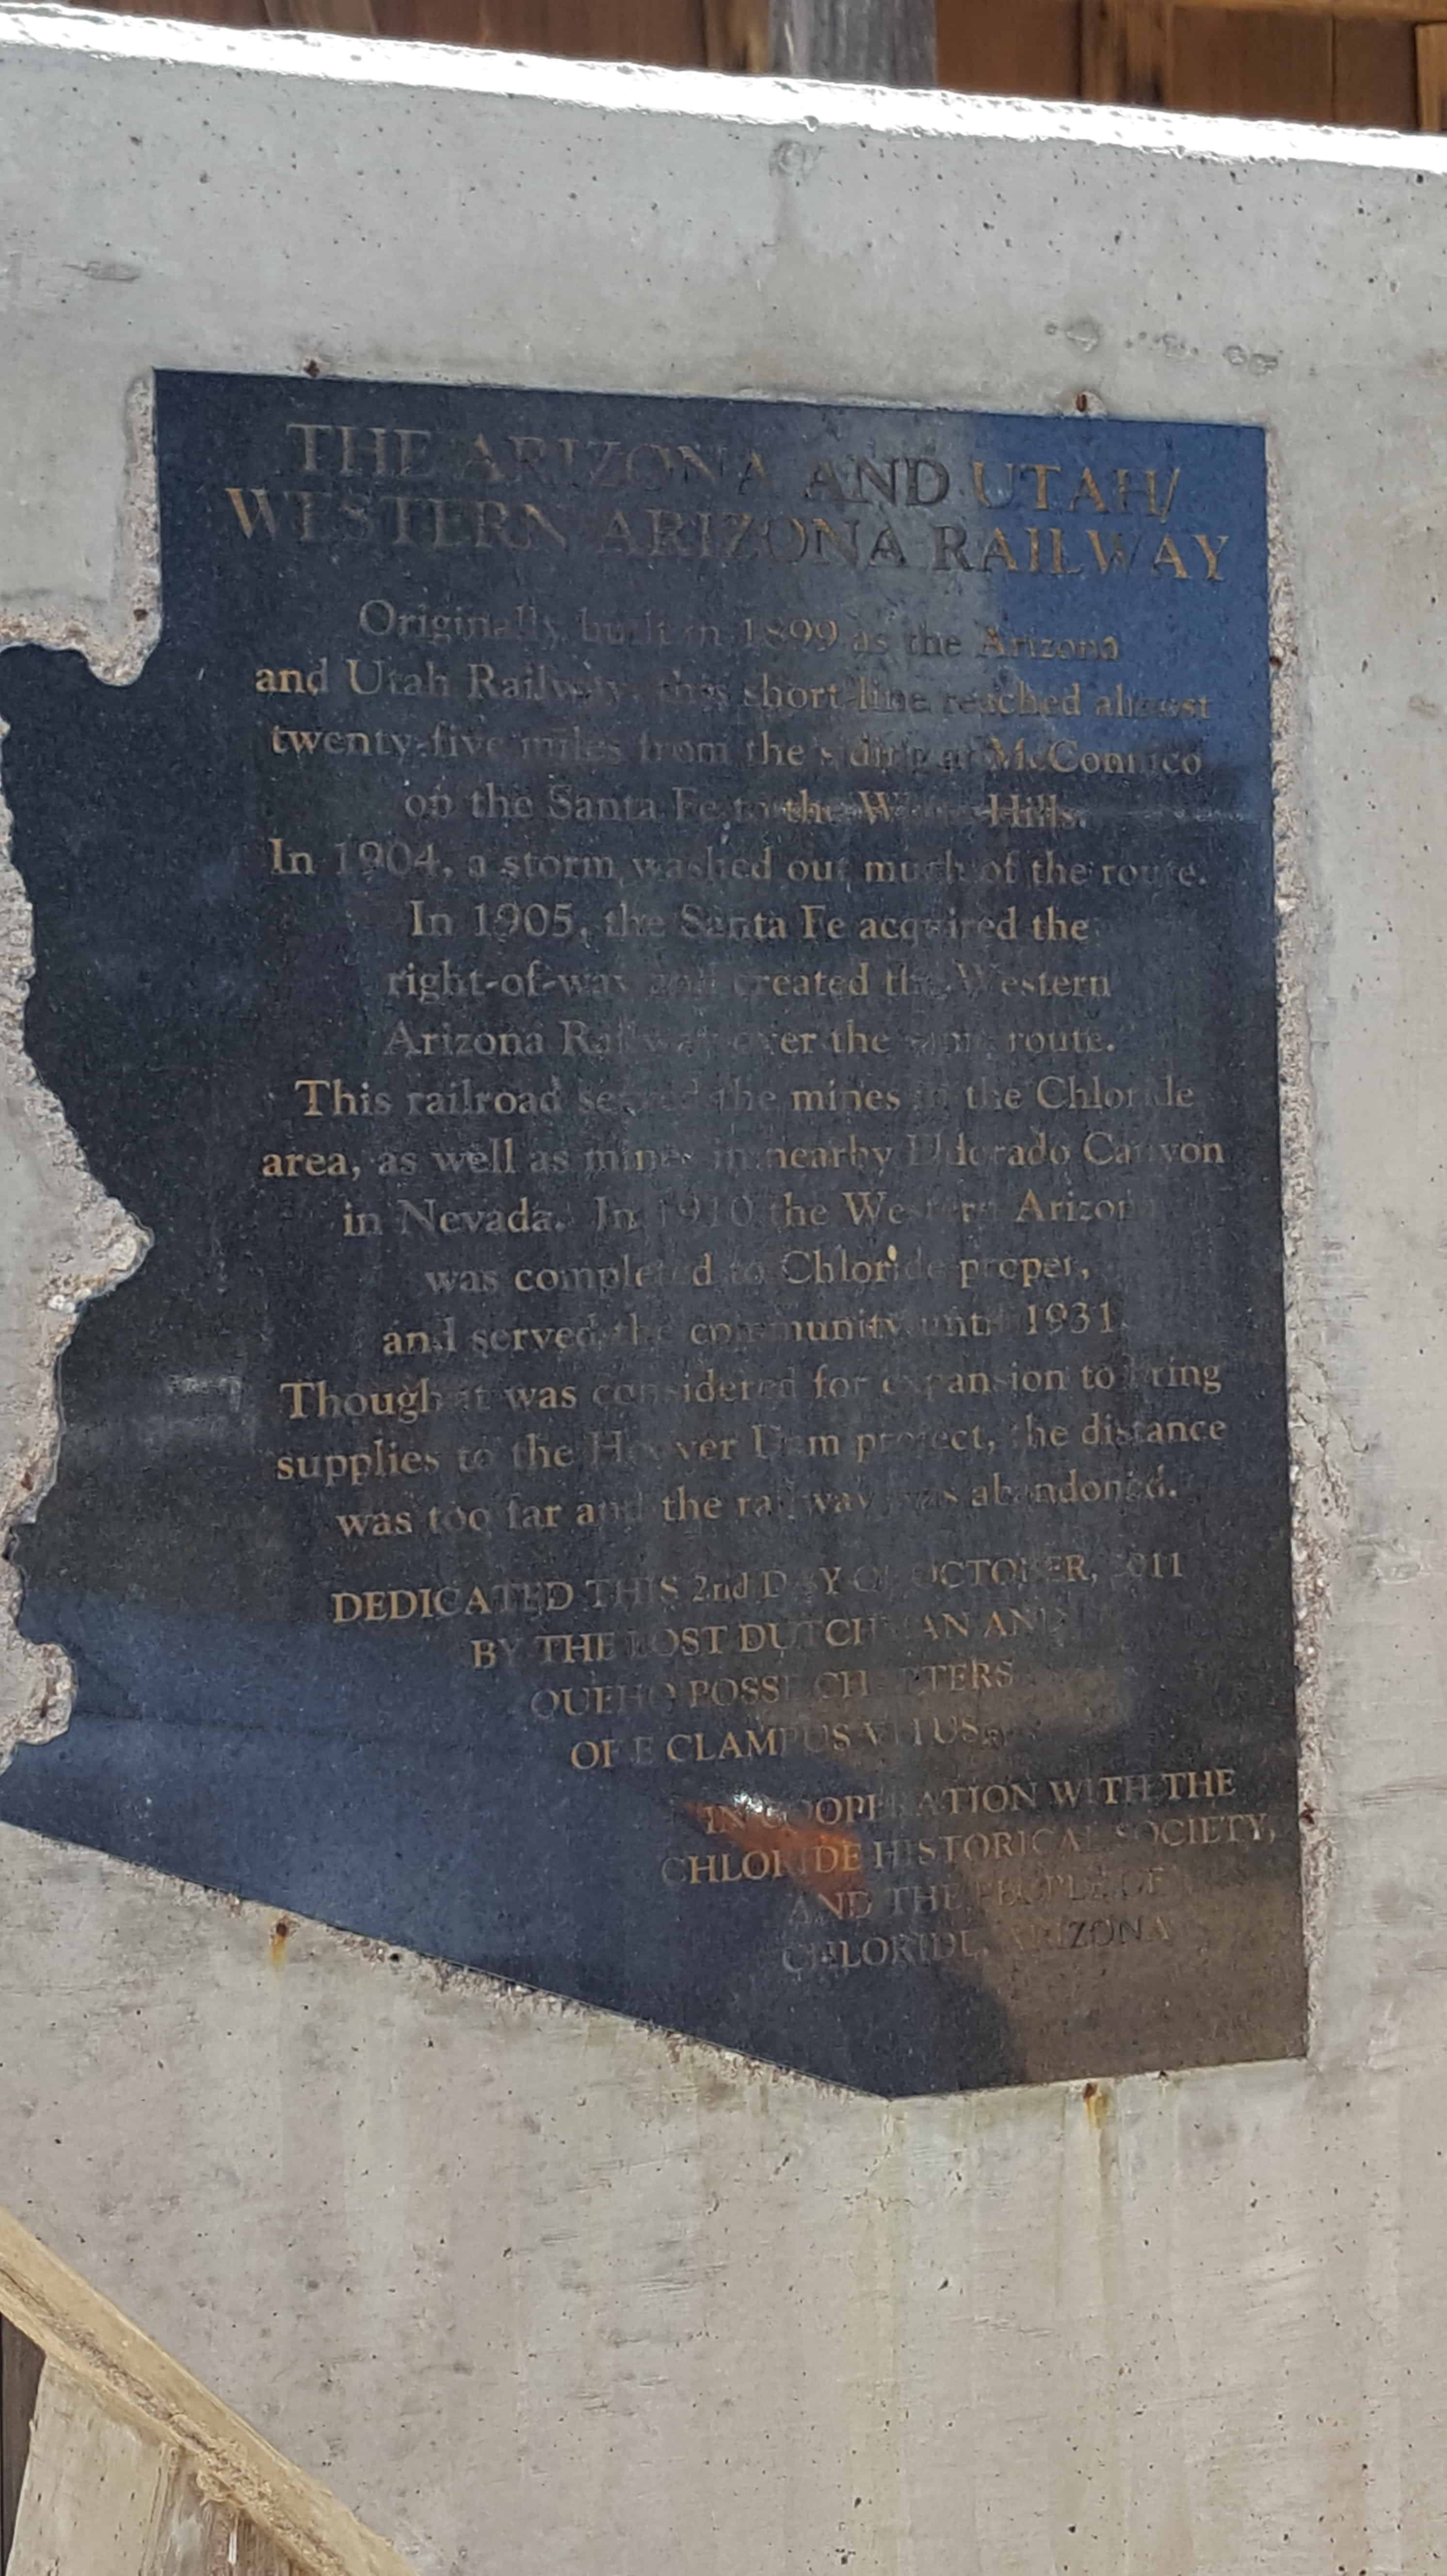 THE ARIZONA AND UTAH/
WESTERN ARIZONA RAILWAY
Originally built in 1899 as the Arizona
and Utah Railway, this short-line reached almost
twenty-five miles from the siding at McConnico
on the Santa Fe to the Hills.
In 1904, a storm washed out much of the route.
In 1905, the Santa Fe acquired the
right-of-way and created the Western
Arizona Railway over the same route.
This railroad served the mines in the Chloride
area, as well as mines in nearby Eldorado Canyon
in Nevada. In 1910 the Western Arizona
was completed to Chloride proper,
and served the community until 1931.
Though it was considered for expansion to bring
supplies to the Hoover Dam project, the distance
was too far and the railway was abandoned.
DEDICATED THIS 2nd DAY OF OCTOBER, 2011
BY THE LOST DUTCHMAN AND
QUEHO POSSE CHAPTERS
OF E CLAMPUS VITUS®
IN COOPERATION WITH THE
CHLORIDE HISTORICAL SOCIETY,
AND THE PEOPLE OF
CHLORIDE, ARIZONA